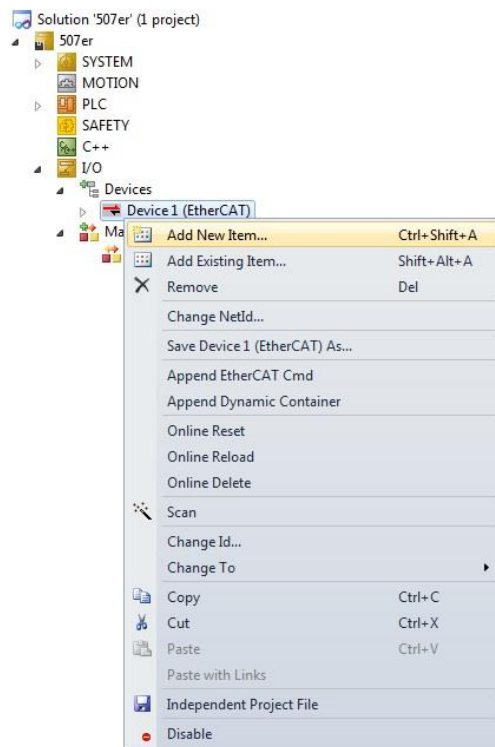 Solution '507er' (1 project)
507er
SYSTEM
MOTION
PLC
SAFETY
C++
I/O
Devices
Device 1 (EtherCAT)
Ma
Add New Item... Ctrl+Shift+A
Add Existing Item... Shift+Alt+A
Remove Del
Change NetId...
Save Device 1 (EtherCAT) As...
Append EtherCAT Cmd
Append Dynamic Container
Online Reset
Online Reload
Online Delete
Scan
Change Id...
Change To
Copy Ctrl+C
Cut Ctrl+X
Paste Ctrl+V
Paste with Links
Independent Project File
Disable